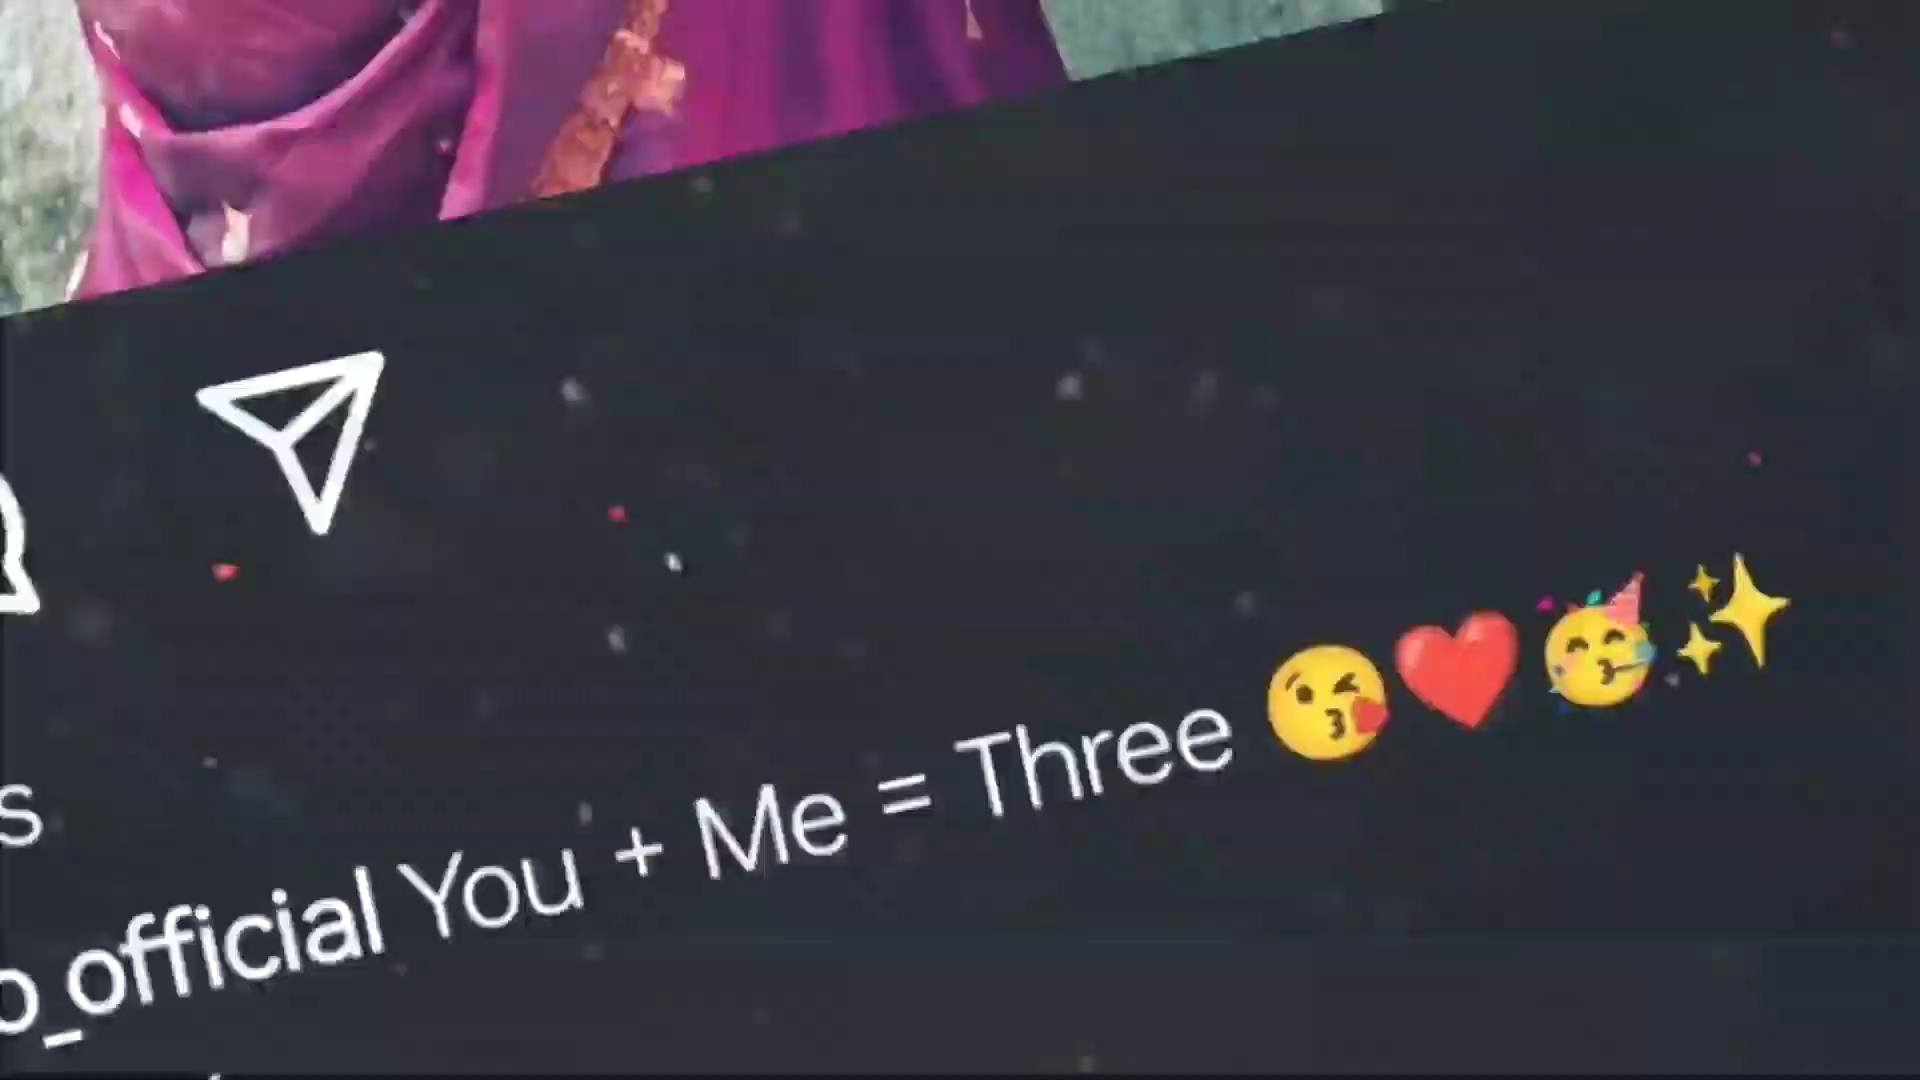 s
o_official You + Me = Three 😘❤️🥳✨